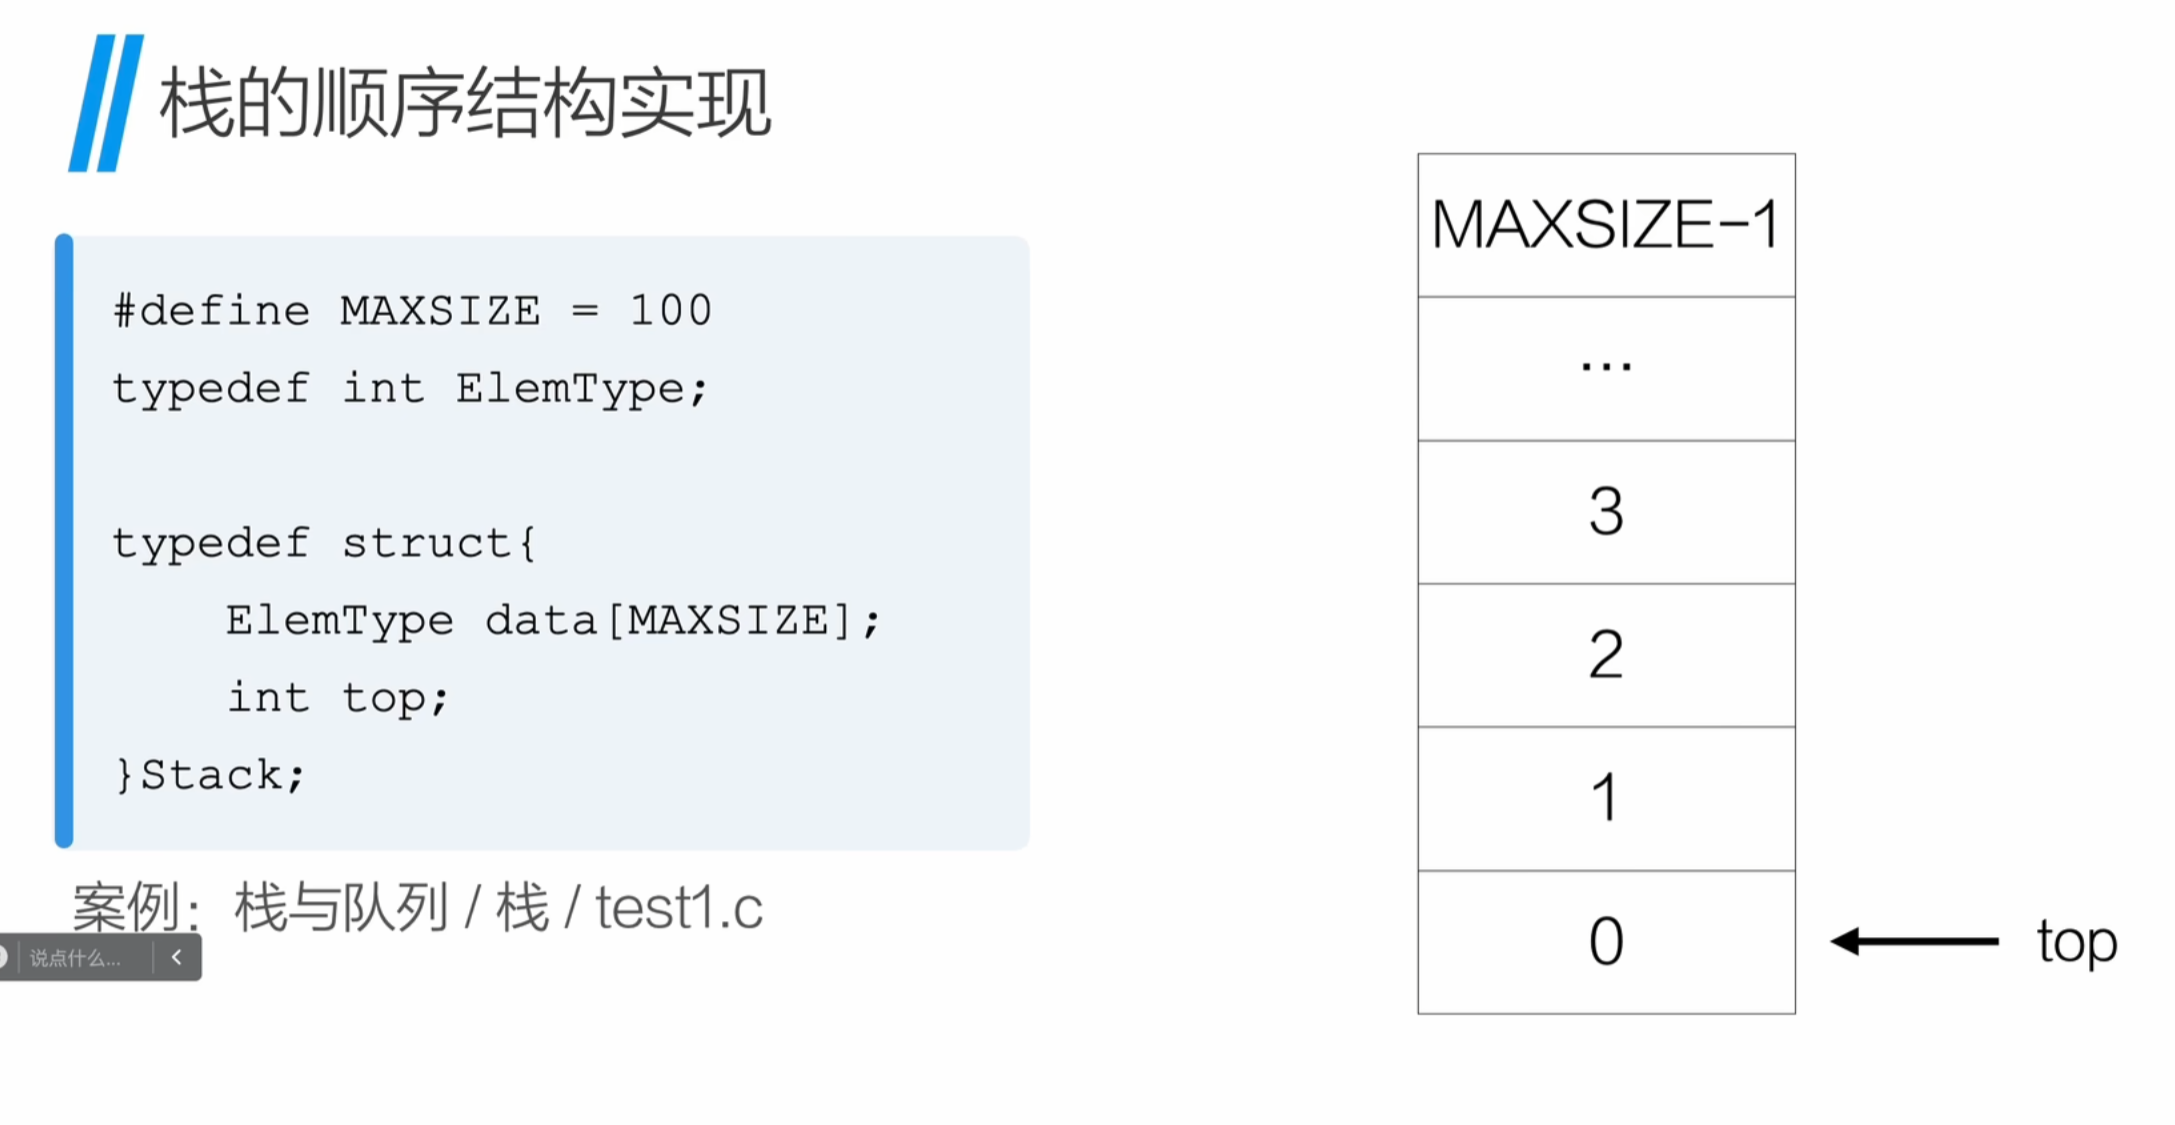 栈的顺序结构实现
#define MAXSIZE = 100
typedef int ElemType;
typedef struct{
ElemType data[MAXSIZE];
int top;
}Stack;
案例：栈与队列 / 栈 / test1.c
说点什么...
MAXSIZE-1
...
3
2
1
0
top